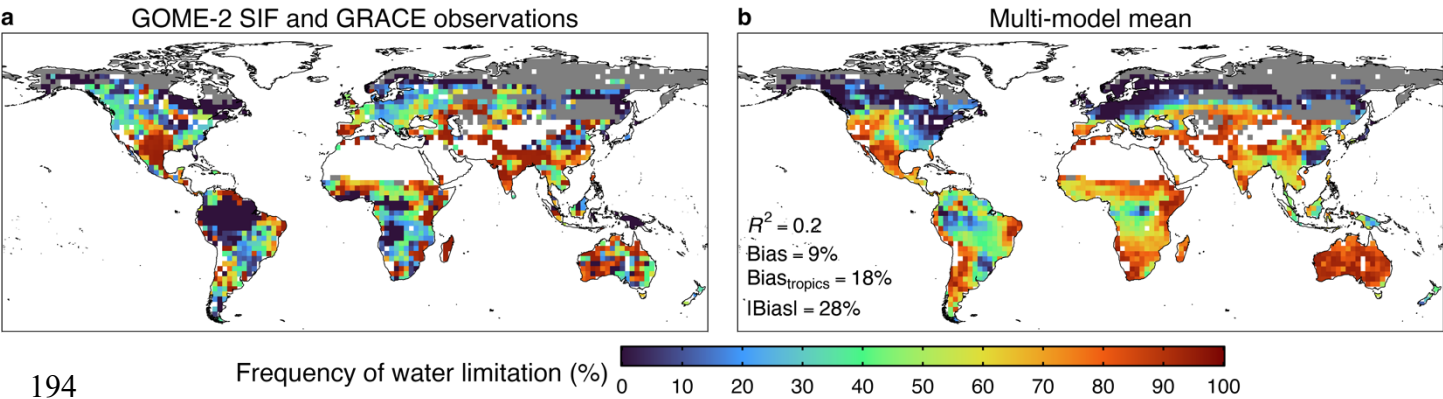 a GOME-2 SIF and GRACE observations
b Multi-model mean
R² = 0.2
Bias = 9%
Biastropics = 18%
|Bias| = 28%
Frequency of water limitation (%)
0 10 20 30 40 50 60 70 80 90 100
194